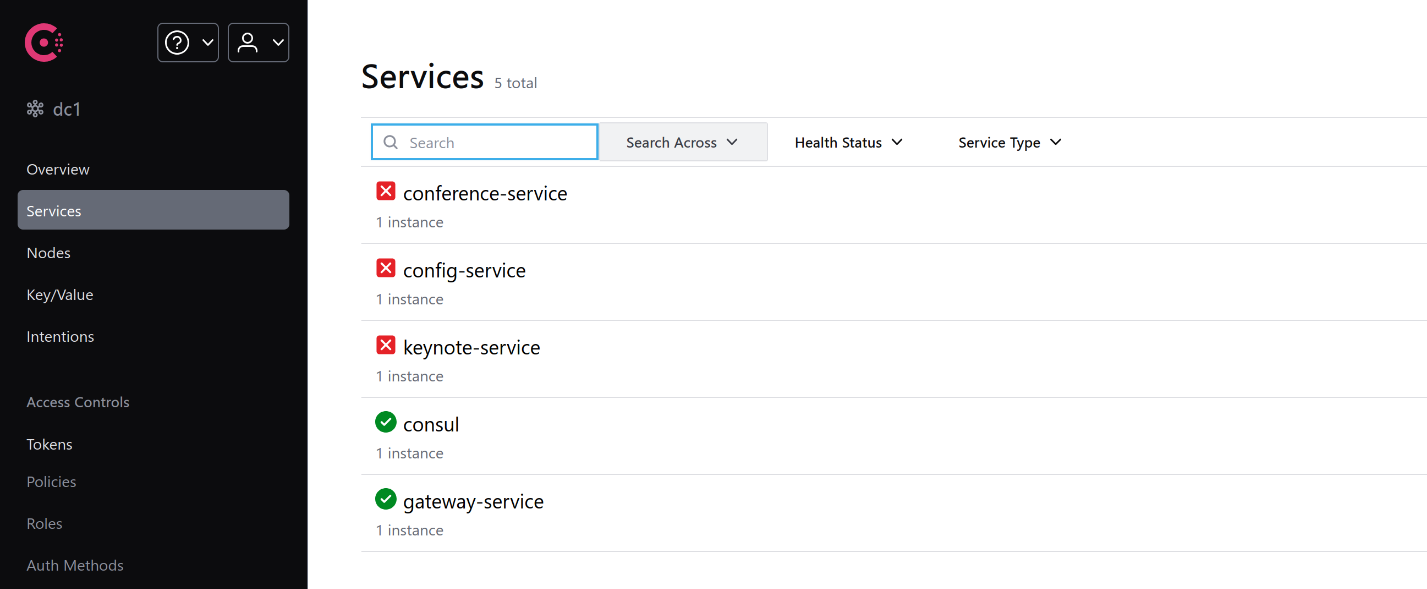 dc1
Overview
Services
Nodes
Key/Value
Intentions
Access Controls
Tokens
Policies
Roles
Auth Methods
Services 5 total
Search Search Across Health Status Service Type
conference-service
1 instance
config-service
1 instance
keynote-service
1 instance
consul
1 instance
gateway-service
1 instance